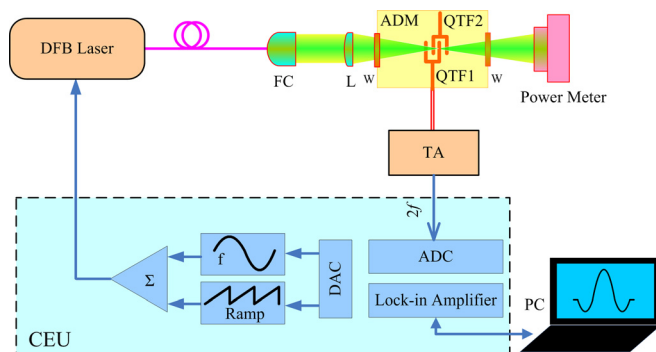 DFB Laser
ADM
QTF2
FC
L
W
QTF1
W
Power Meter
TA
2f
f
Ramp
Σ
DAC
ADC
Lock-in Amplifier
PC
CEU